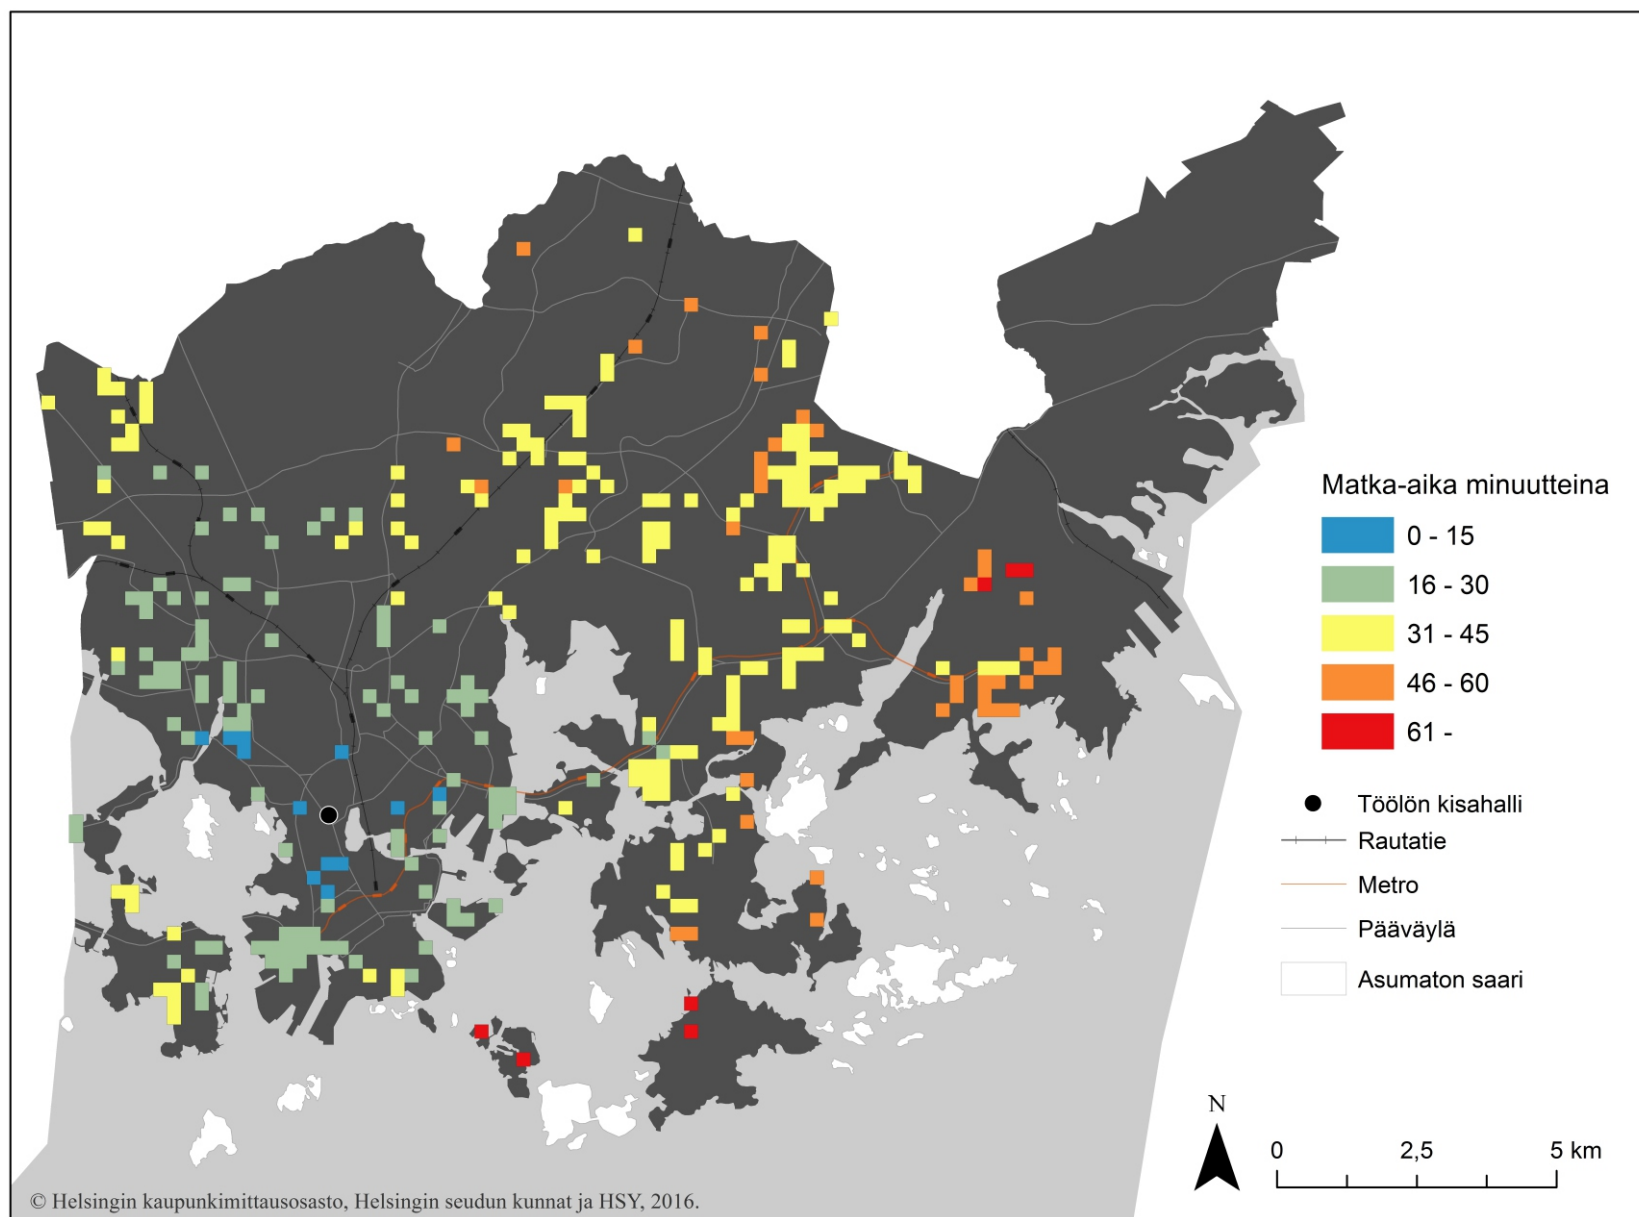 Matka-aika minuutteina
0 - 15
16 - 30
31 - 45
46 - 60
61 -
Töölön kisahalli
Rautatie
Metro
Pääväylä
Asumaton saari
N
0 2,5 5 km
© Helsingin kaupunkimittausosasto, Helsingin seudun kunnat ja HSY, 2016.